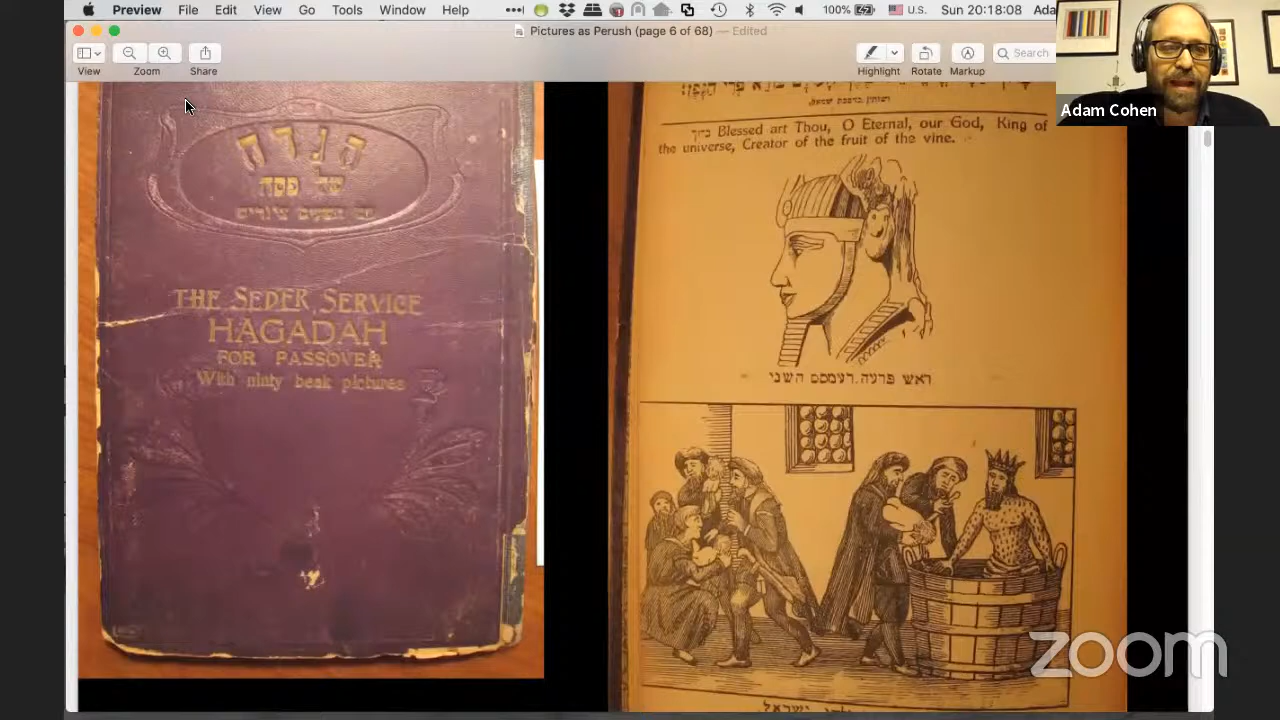 Preview File Edit View Go Tools Window Help
100% U.S. Sun 20:18:08 Ada
Pictures as Perush (page 6 of 68) — Edited
View Zoom Share Highlight Rotate Markup
Search
Adam Cohen
הגדה
של פסח
THE SEDER SERVICE
HAGADAH
FOR PASSOVER
With ninty beak pictures
ברוך Blessed art Thou, O Eternal, our God, King of
the universe, Creator of the fruit of the vine.
ראש פרעה רעמסס השני
ישראל.
zoom